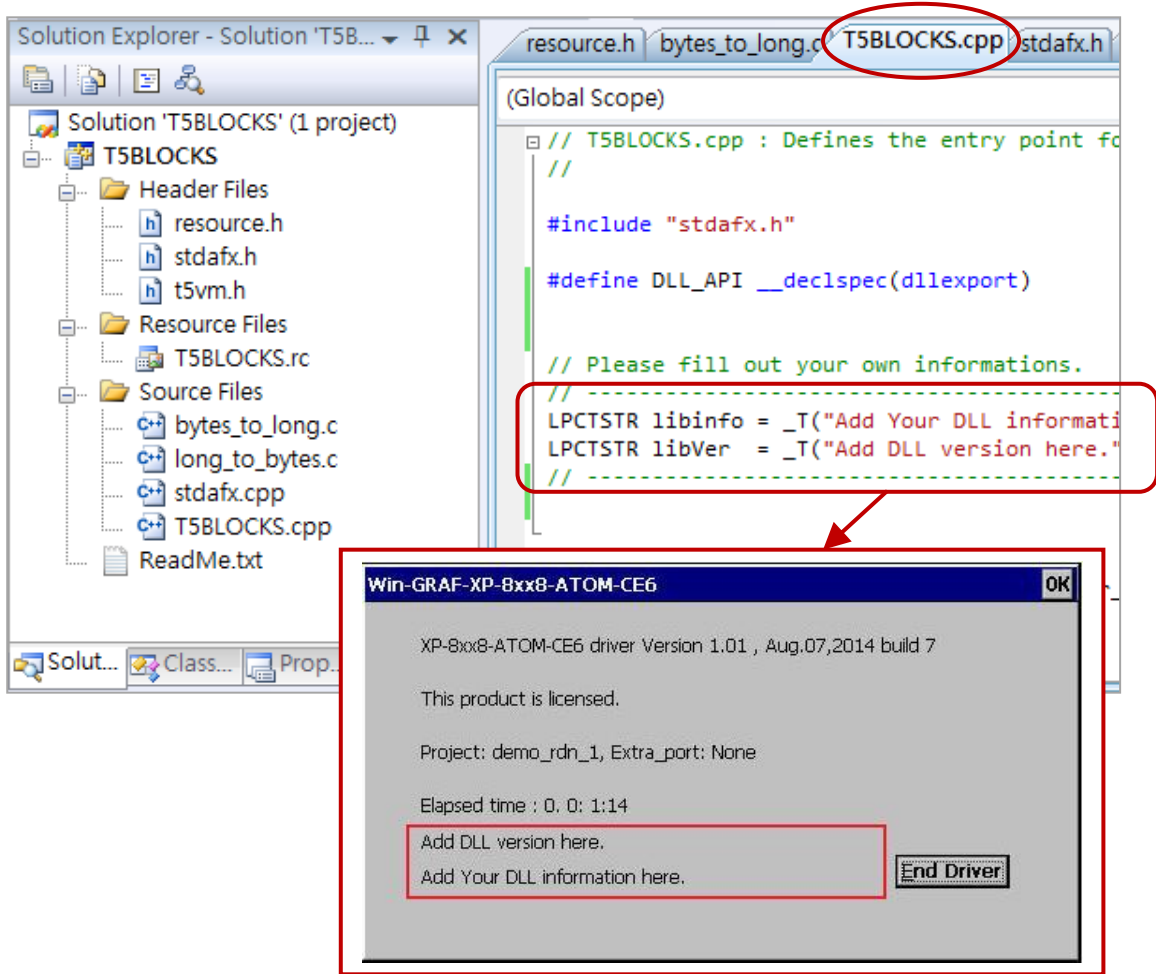 Solution Explorer - Solution 'T5B...
Solution 'T5BLOCKS' (1 project)
T5BLOCKS
Header Files
resource.h
stdafx.h
t5vm.h
Resource Files
T5BLOCKS.rc
Source Files
bytes_to_long.c
long_to_bytes.c
stdafx.cpp
T5BLOCKS.cpp
ReadMe.txt
Solut... Class... Prop...
resource.h bytes_to_long.c T5BLOCKS.cpp stdafx.h
(Global Scope)
// T5BLOCKS.cpp : Defines the entry point fo
//
#include "stdafx.h"
#define DLL_API __declspec(dllexport)
// Please fill out your own informations.
// ----------------------------------------
LPCTSTR libinfo = _T("Add Your DLL informati
LPCTSTR libVer = _T("Add DLL version here."
// ----------------------------------------
Win-GRAF-XP-8xx8-ATOM-CE6 OK
XP-8xx8-ATOM-CE6 driver Version 1.01 , Aug.07,2014 build 7
This product is licensed.
Project: demo_rdn_1, Extra_port: None
Elapsed time : 0. 0: 1:14
Add DLL version here.
Add Your DLL information here.
End Driver